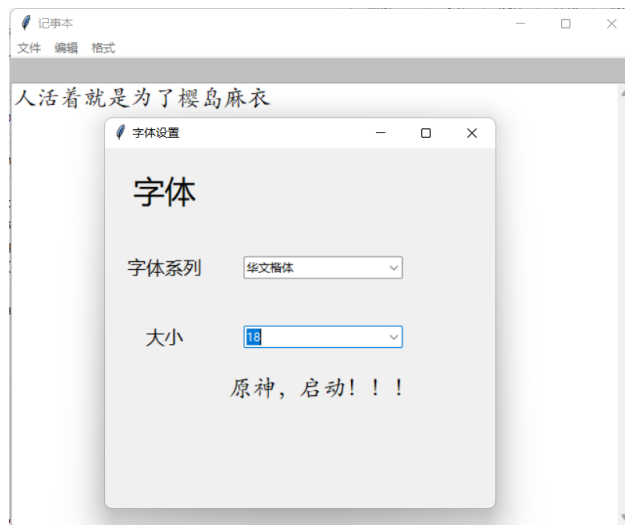 记事本
文件 编辑 格式
人活着就是为了樱岛麻衣
字体设置
字体
字体系列 华文楷体
大小 18
原神，启动！！！